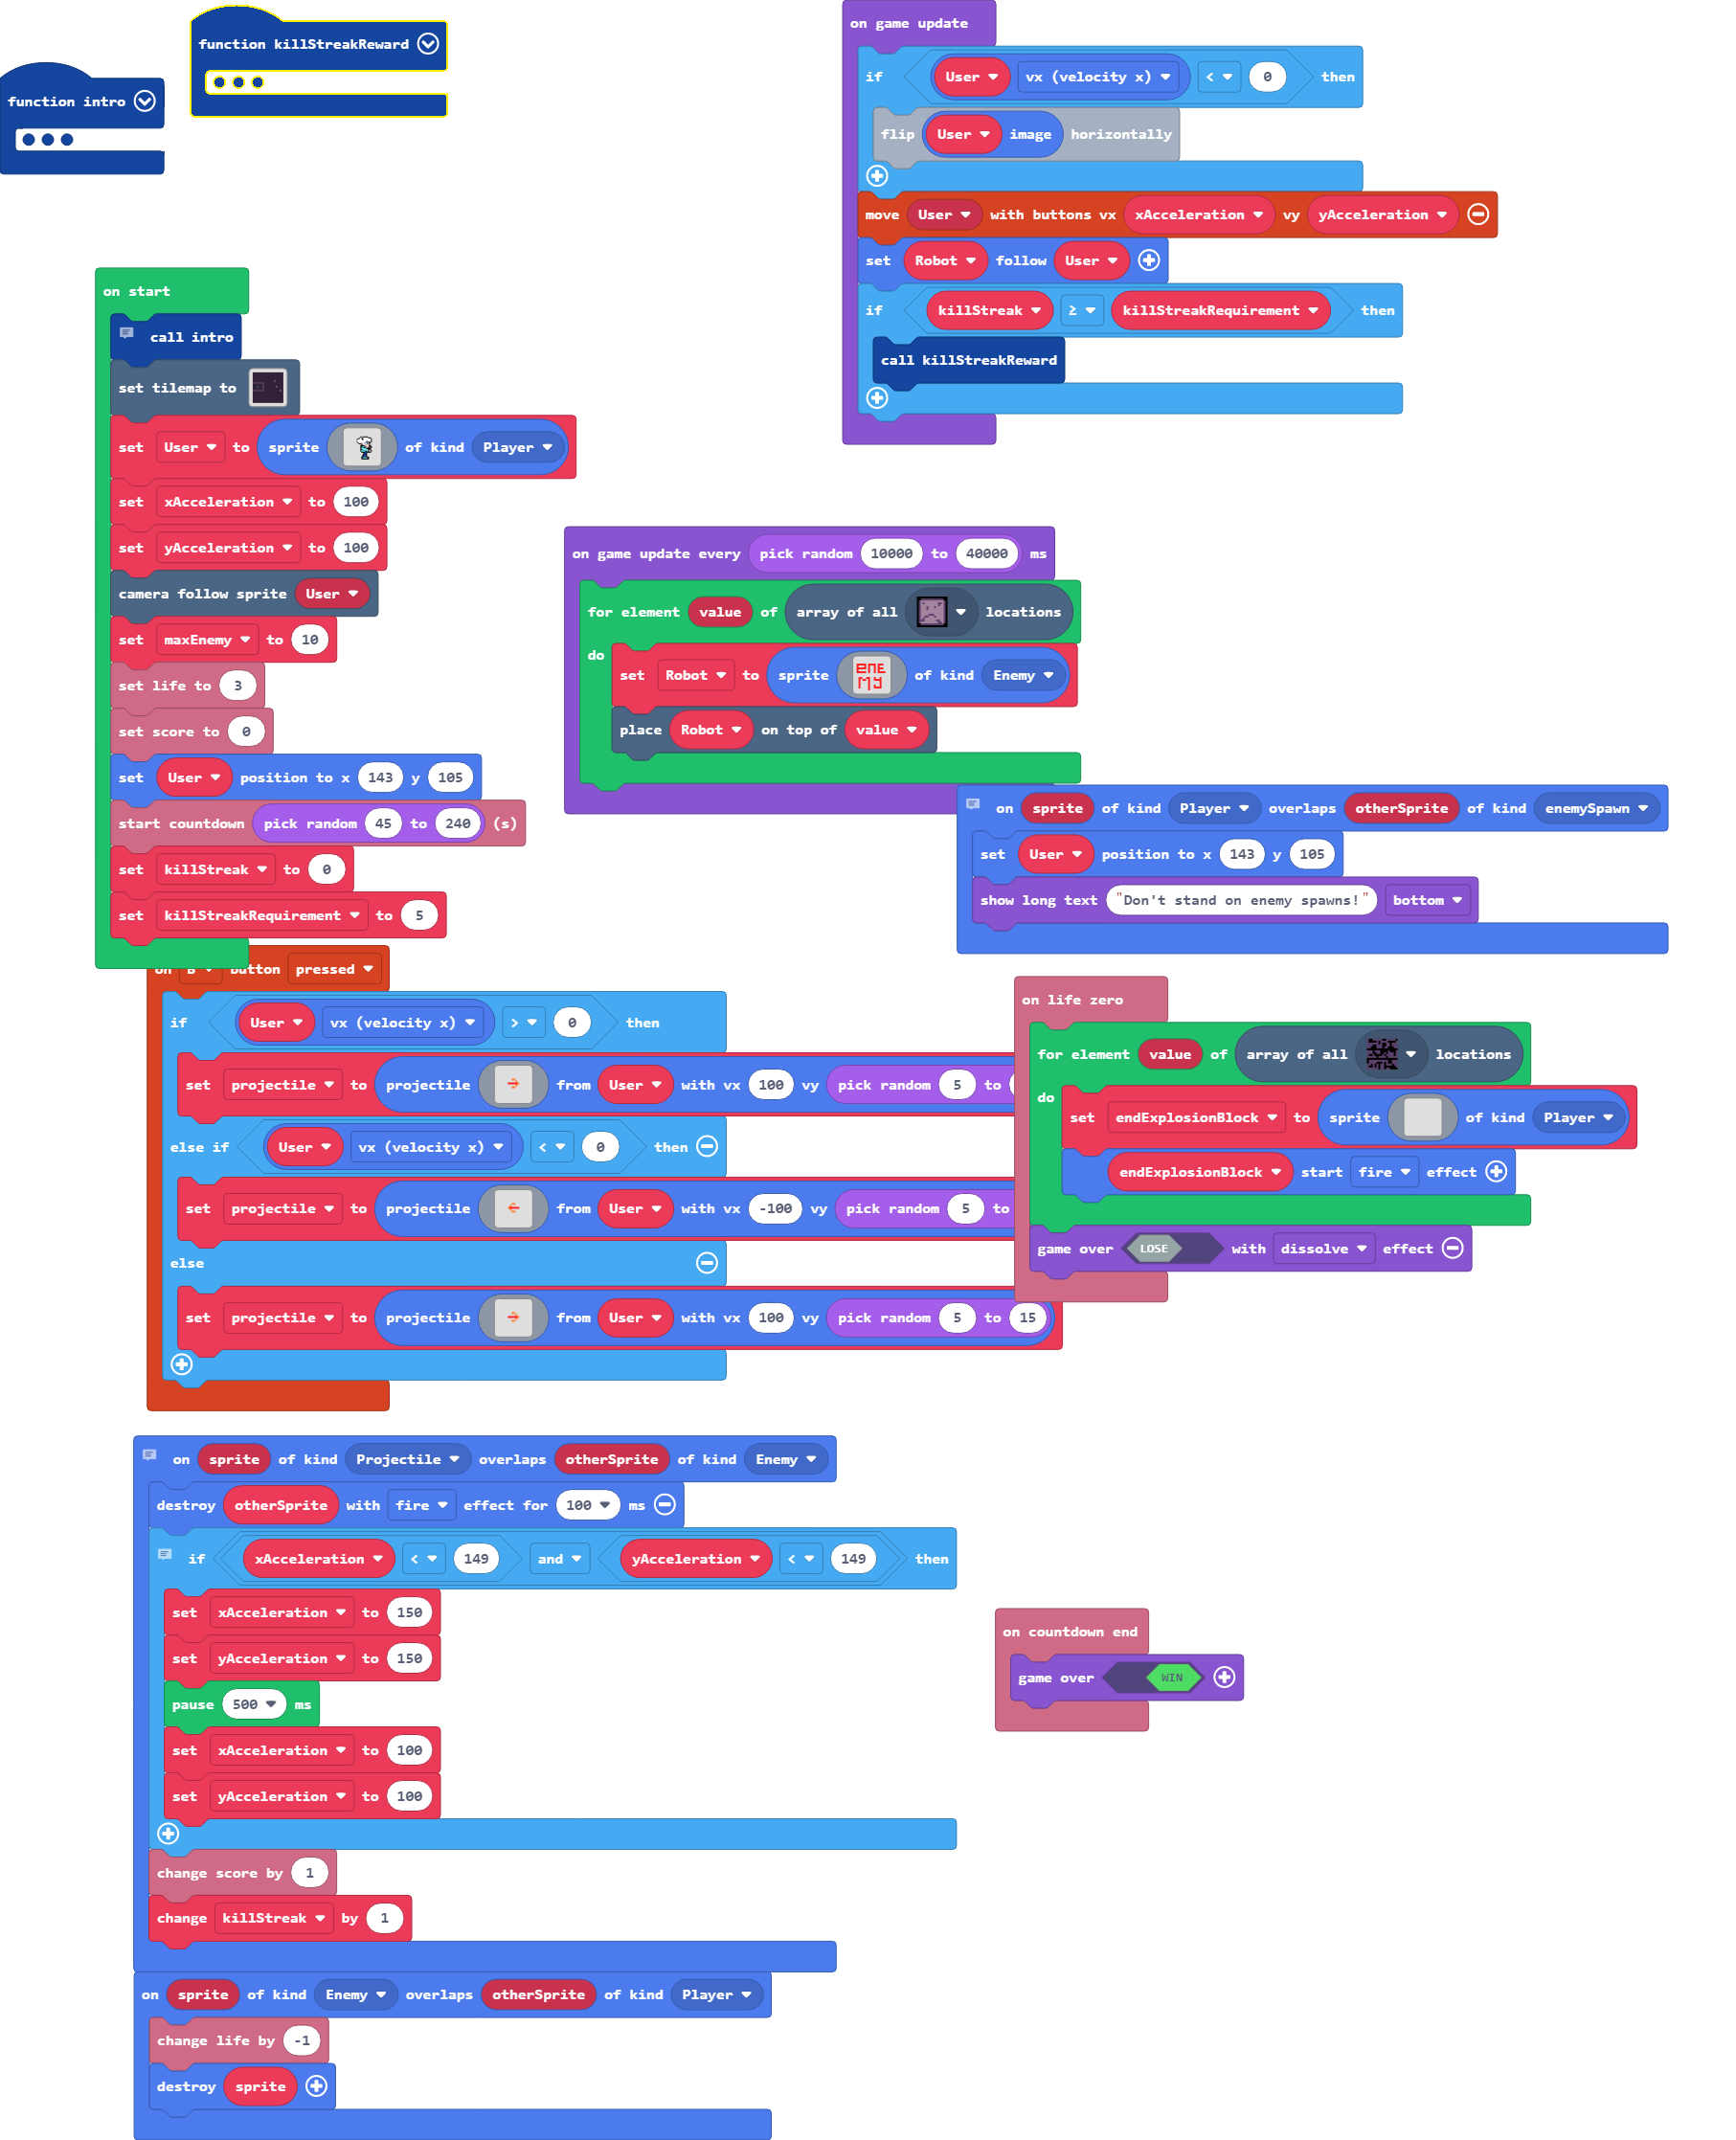 function killStreakReward
function intro
on game update
if User vx (velocity x) < 0 then
flip User image horizontally
move User with buttons vx xAcceleration vy yAcceleration
set Robot follow User
if killStreak ≥ killStreakRequirement then
call killStreakReward
on start
call intro
set tilemap to
set User to sprite of kind Player
set xAcceleration to 100
set yAcceleration to 100
camera follow sprite User
set maxEnemy to 10
set life to 3
set score to 0
set User position to x 143 y 105
start countdown pick random 45 to 240 (s)
set killStreak to 0
set killStreakRequirement to 5
on game update every pick random 10000 to 40000 ms
for element value of array of all locations
do
set Robot to sprite ENEMY of kind Enemy
place Robot on top of value
on sprite of kind Player overlaps otherSprite of kind enemySpawn
set User position to x 143 y 105
show long text "Don't stand on enemy spawns!" bottom
on B button pressed
if User vx (velocity x) > 0 then
set projectile to projectile from User with vx 100 vy pick random 5 to
else if User vx (velocity x) < 0 then
set projectile to projectile from User with vx -100 vy pick random 5 to
else
set projectile to projectile from User with vx 100 vy pick random 5 to 15
on life zero
for element value of array of all locations
do
set endExplosionBlock to sprite of kind Player
endExplosionBlock start fire effect
game over LOSE with dissolve effect
on sprite of kind Projectile overlaps otherSprite of kind Enemy
destroy otherSprite with fire effect for 100 ms
if xAcceleration < 149 and yAcceleration < 149 then
set xAcceleration to 150
set yAcceleration to 150
pause 500 ms
set xAcceleration to 100
set yAcceleration to 100
change score by 1
change killStreak by 1
on countdown end
game over WIN
on sprite of kind Enemy overlaps otherSprite of kind Player
change life by -1
destroy sprite